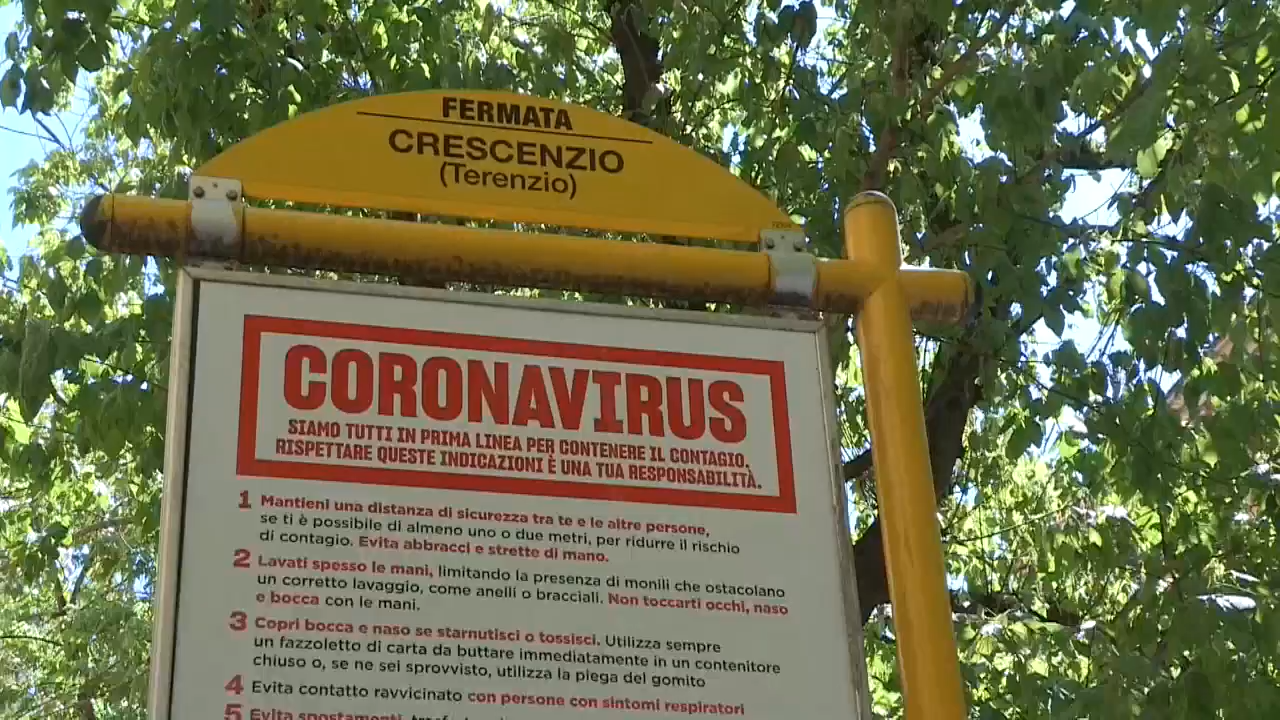 FERMATA
CRESCENZIO
(Terenzio)
CORONAVIRUS
SIAMO TUTTI IN PRIMA LINEA PER CONTENERE IL CONTAGIO.
RISPETTARE QUESTE INDICAZIONI È UNA TUA RESPONSABILITÀ.
1 Mantieni una distanza di sicurezza tra te e le altre persone,
se ti è possibile di almeno uno o due metri, per ridurre il rischio
di contagio. Evita abbracci e strette di mano.
2 Lavati spesso le mani, limitando la presenza di monili che ostacolano
un corretto lavaggio, come anelli o bracciali. Non toccarti occhi, naso
e bocca con le mani.
3 Copri bocca e naso se starnutisci o tossisci. Utilizza sempre
un fazzoletto di carta da buttare immediatamente in un contenitore
chiuso o, se ne sei sprovvisto, utilizza la piega del gomito
4 Evita contatto ravvicinato con persone con sintomi respiratori
5 Evita spostamenti,